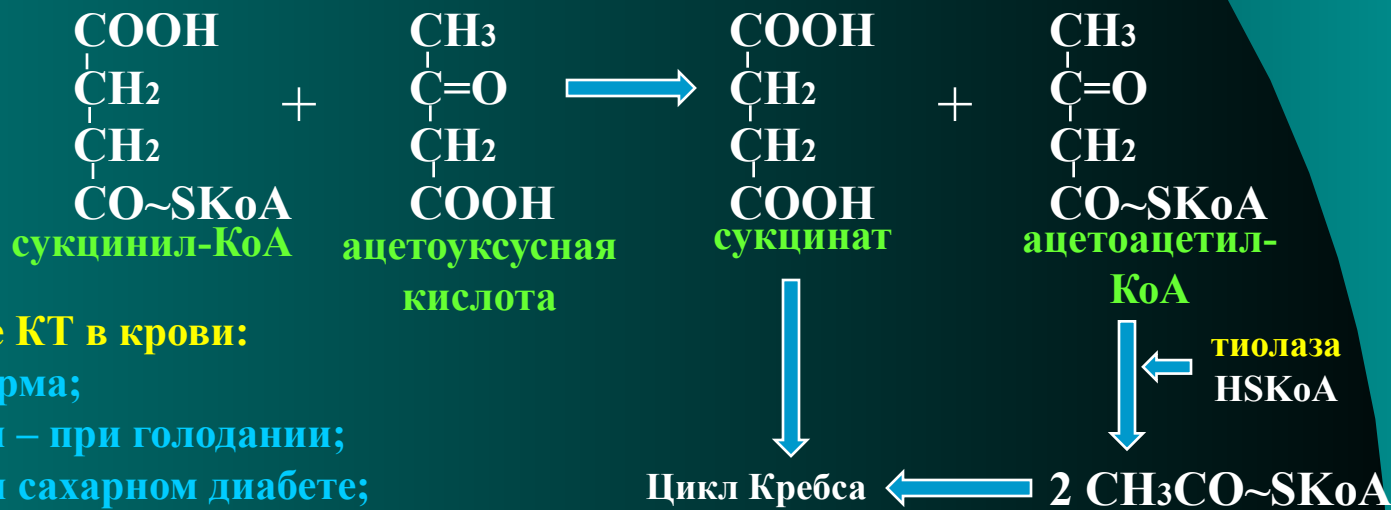 COOH CH3 COOH CH3
CH2 + C=O CH2 + C=O
CH2 CH2 CH2 CH2
CO~SKoA COOH COOH CO~SKoA
сукцинил-КоА ацетоуксусная сукцинат ацетоацетил-
кислота КоА
КТ в крови:
тиолаза
HSKoA
– при голодании;
сахарном диабете;
Цикл Кребса 2 CH3CO~SKoA